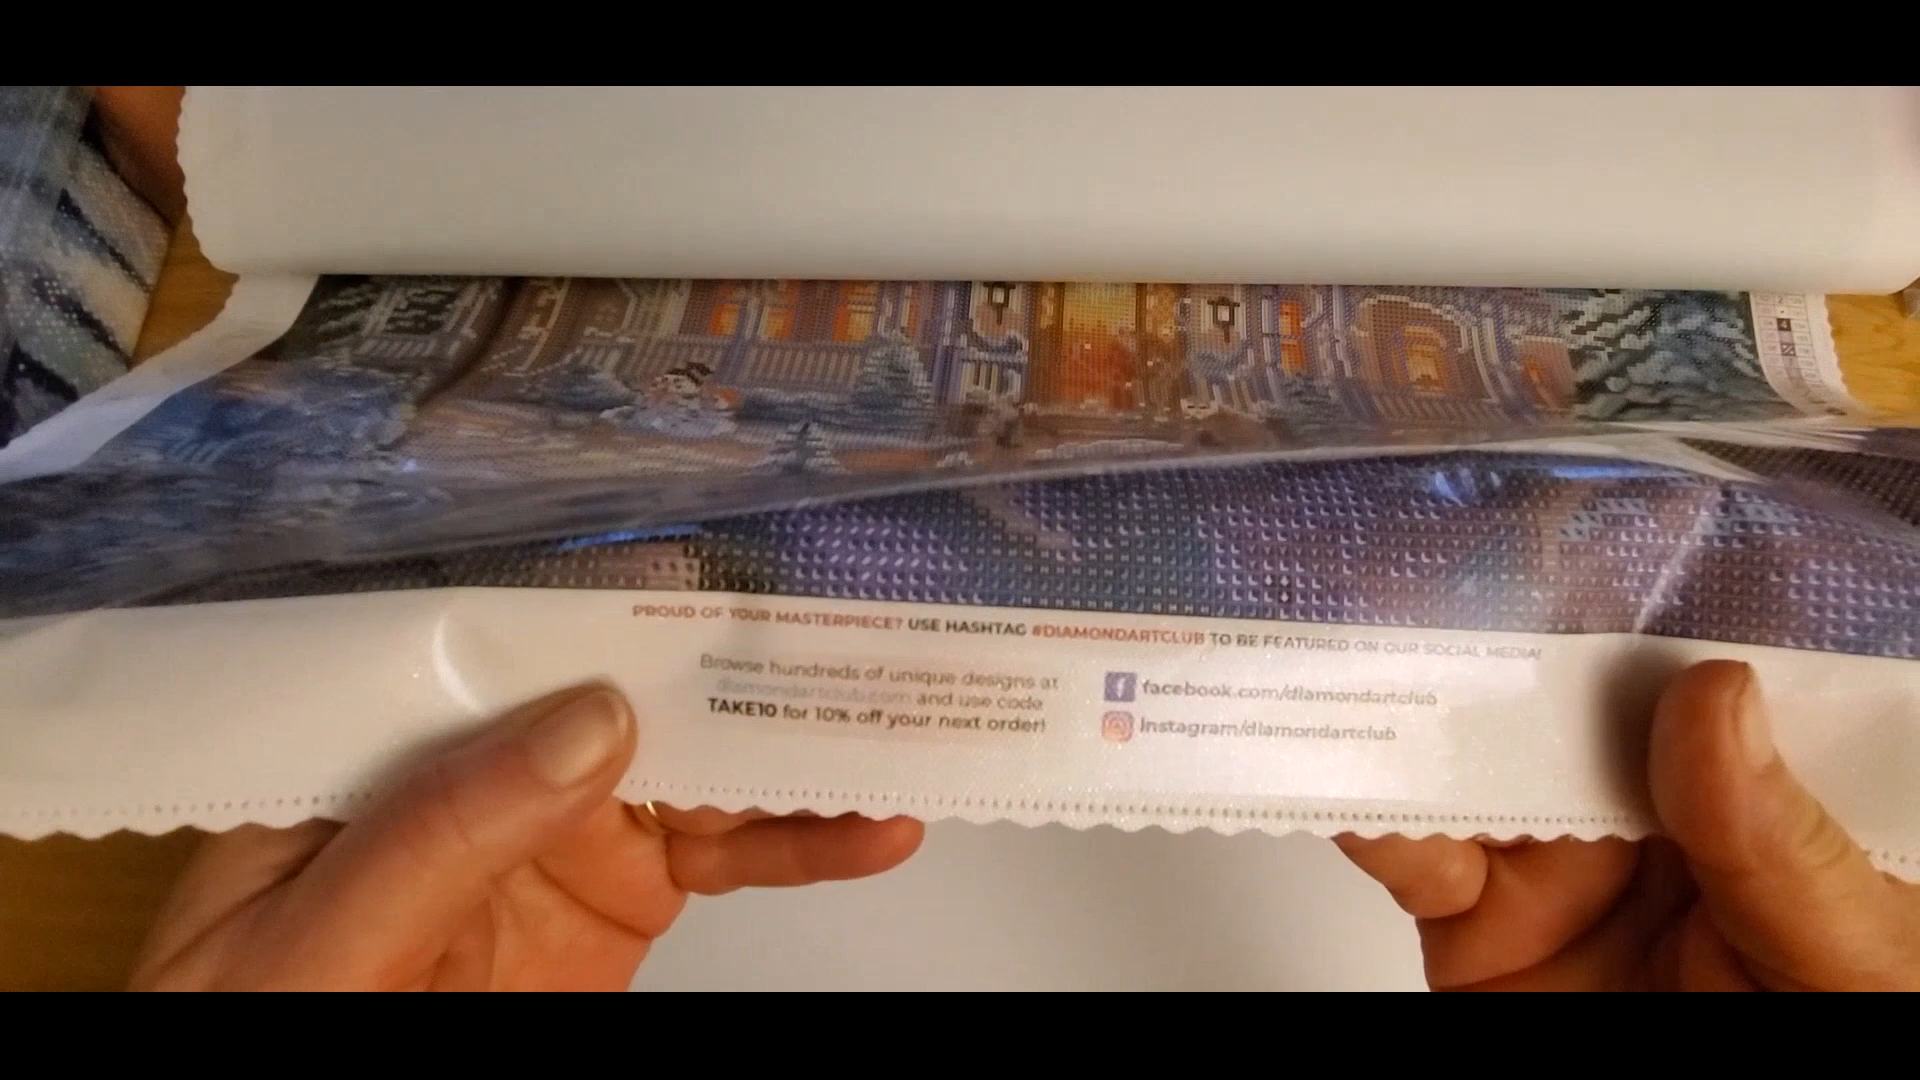 PROUD OF YOUR MASTERPIECE? USE HASHTAG #DIAMONDARTCLUB TO BE FEATURED ON OUR SOCIAL MEDIA!
Browse hundreds of unique designs at
diamondartclub.com and use code
TAKE10 for 10% off your next order!
facebook.com/diamondartclub
Instagram/diamondartclub